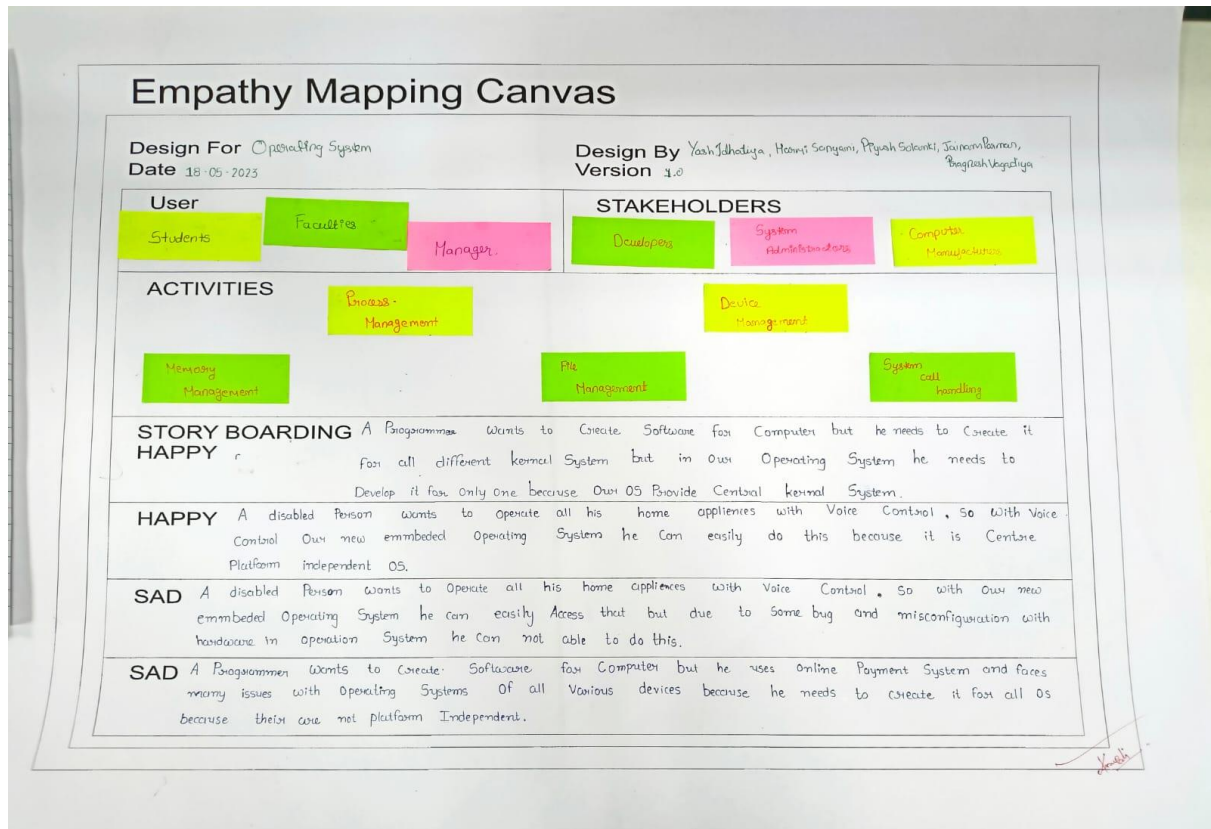 Empathy Mapping Canvas
Design For Operating System
Date 18-05-2023
Design By Yash Idhatiya, Harmi Sanyani, Piyush Solanki, Jainam Parmar,
Pragnesh Vagadiya
Version 1.0
User
Students
Faculties
Manager.
STAKEHOLDERS
Developers
System
Administrators
Computer
Manufacturers
ACTIVITIES
Process-
Management
Device
Management
Memory
Management
File
Management
System
call
handling
STORY BOARDING A Programmer wants to Create Software for Computer but he needs to Create it
HAPPY for all different kernal System but in Our Operating System he needs to
Develop it for only one because Our OS Provide Central kernal System.
HAPPY A disabled Person wants to operate all his home appliences with Voice Control. So With Voice
Control Our new emmbeded Operating System he Can easily do this because it is Centre
Platform independent OS.
SAD A disabled Person wants to Operate all his home appliences with Voice Control. So with Our new
emmbeded Operating System he can easily Access that but due to Some bug and misconfiguration with
hardware in operation System he Can not able to do this.
SAD A Programmer Wants to Create Software for Computer but he uses Online Payment System and faces
many issues with Operating Systems Of all Various devices because he needs to create it for all Os
because their are not platform Independent.